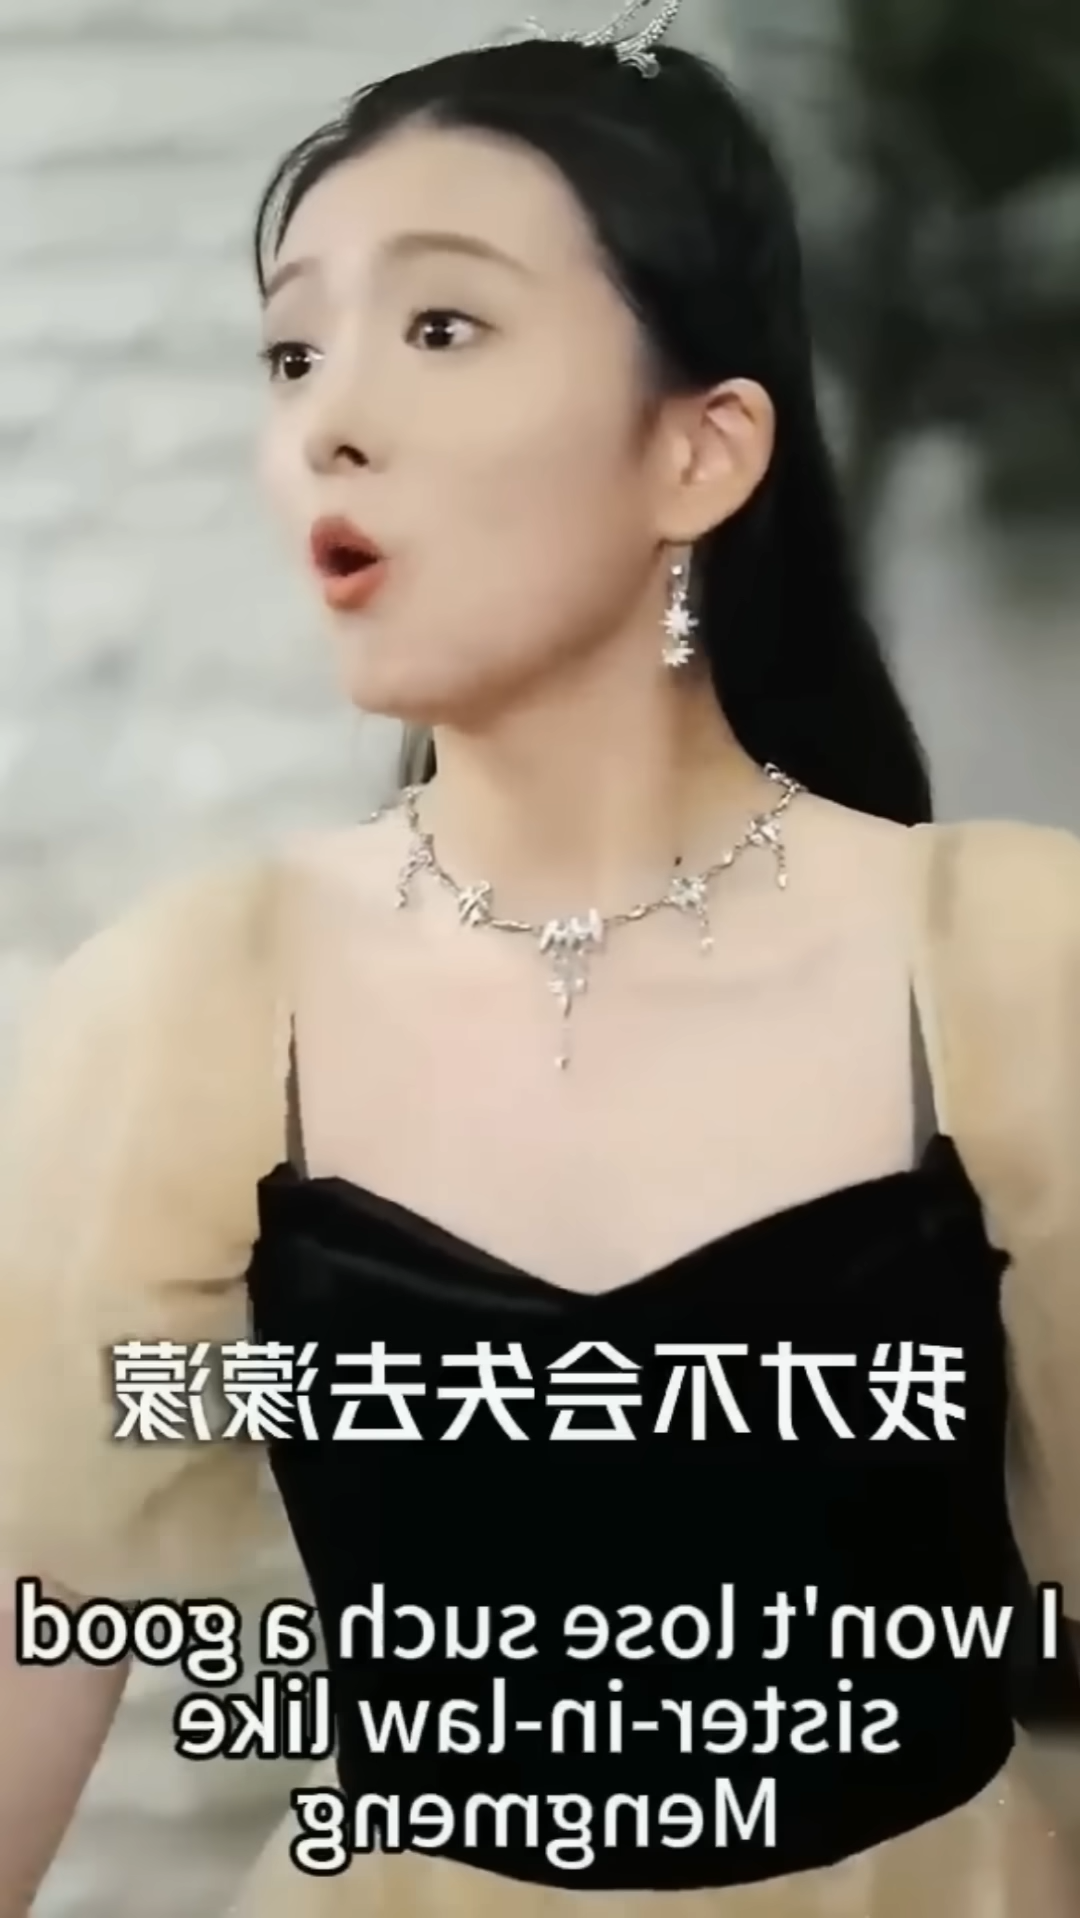 我才不会失去濛濛
I won't lose such a good
sister-in-law like
Mengmeng